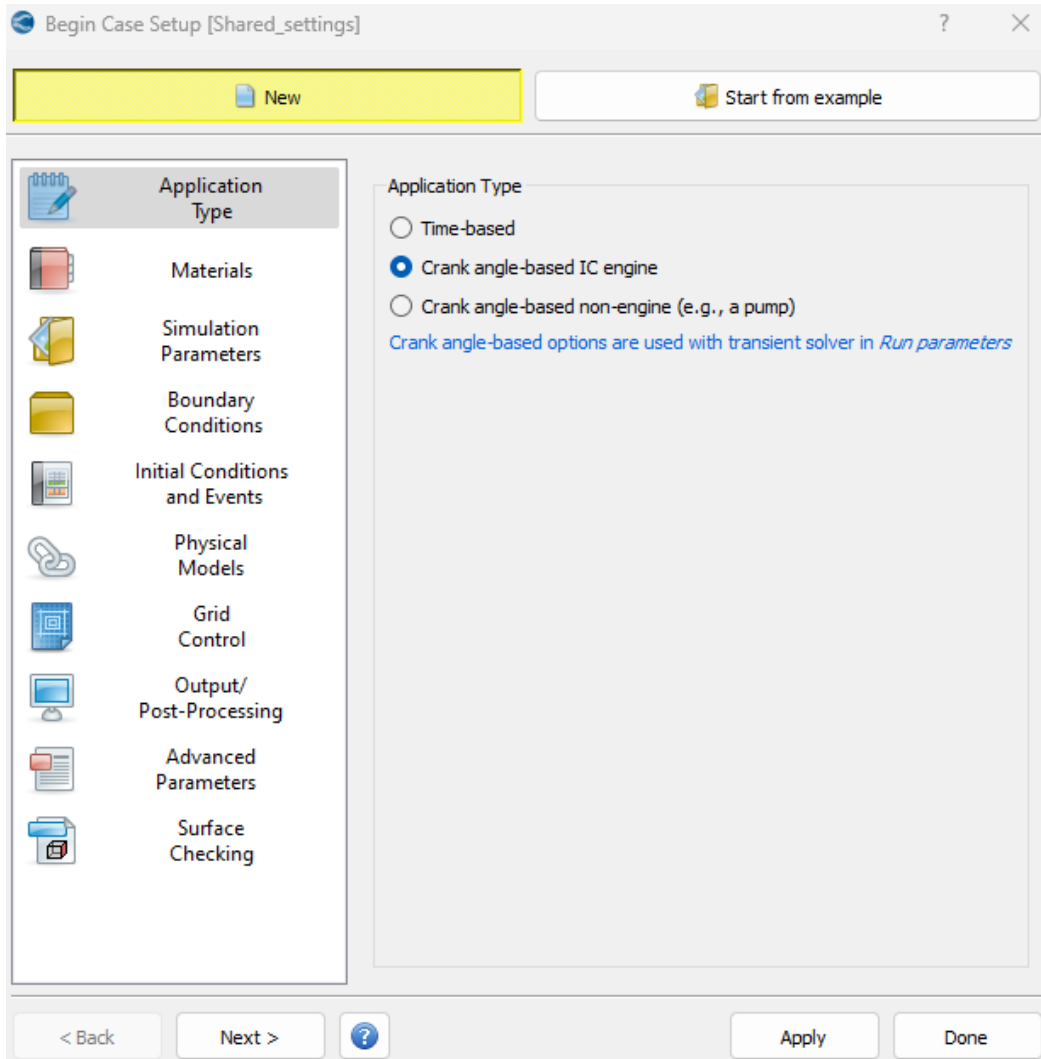 Begin Case Setup [Shared_settings]
?
New
Start from example
Application
Type
Materials
Simulation
Parameters
Boundary
Conditions
Initial Conditions
and Events
Physical
Models
Grid
Control
Output/
Post-Processing
Advanced
Parameters
Surface
Checking
Application Type
Time-based
Crank angle-based IC engine
Crank angle-based non-engine (e.g., a pump)
Crank angle-based options are used with transient solver in Run parameters
< Back
Next >
?
Apply
Done